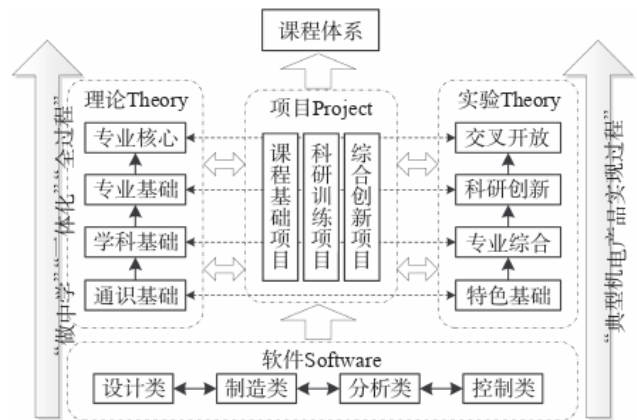 课程体系
理论Theory
项目Project
实验Theory
专业核心
专业基础
学科基础
通识基础
课程基础项目
科研训练项目
综合创新项目
交叉开放
科研创新
专业综合
特色基础
“做中学”“一体化”“全过程”
“典型机电产品实现过程”
软件Software
设计类
制造类
分析类
控制类